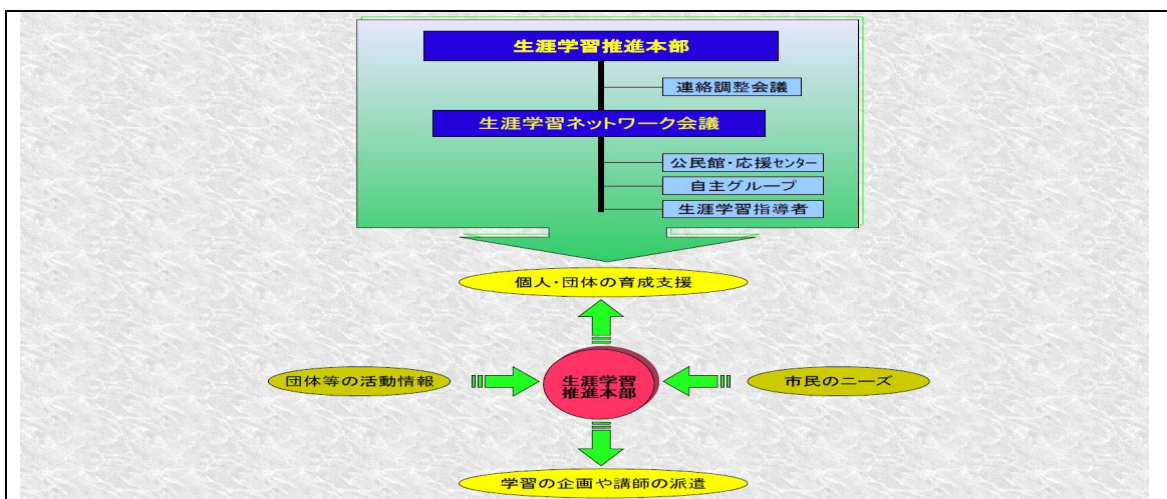 生涯学習推進本部
連絡調整会議
生涯学習ネットワーク会議
公民館・応援センター
自主グループ
生涯学習指導者
個人・団体の育成支援
団体等の活動情報
生涯学習
推進本部
市民のニーズ
学習の企画や講師の派遣